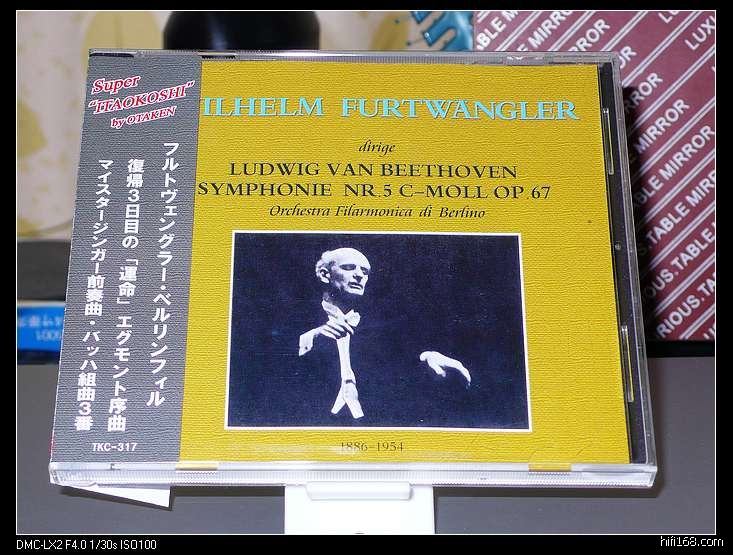 Super
"ITAOKOSHI"
by OTAKEN
フルトヴェングラー・ベルリンフィル
復帰3日目の「運命」エグモント序曲
マイスタージンガー前奏曲・バッハ組曲3番
TKC-317
ILHELM FURTWANGLER
dirige
LUDWIG VAN BEETHOVEN
SYMPHONIE NR.5 C-MOLL OP.67
Orchestra Filarmonica di Berlino
1886-1954
TABLE MIRROR
LUXU
RIOUS.TABLE MIRROR
DMC-LX2 F4.0 1/30s ISO100
hifi168.com